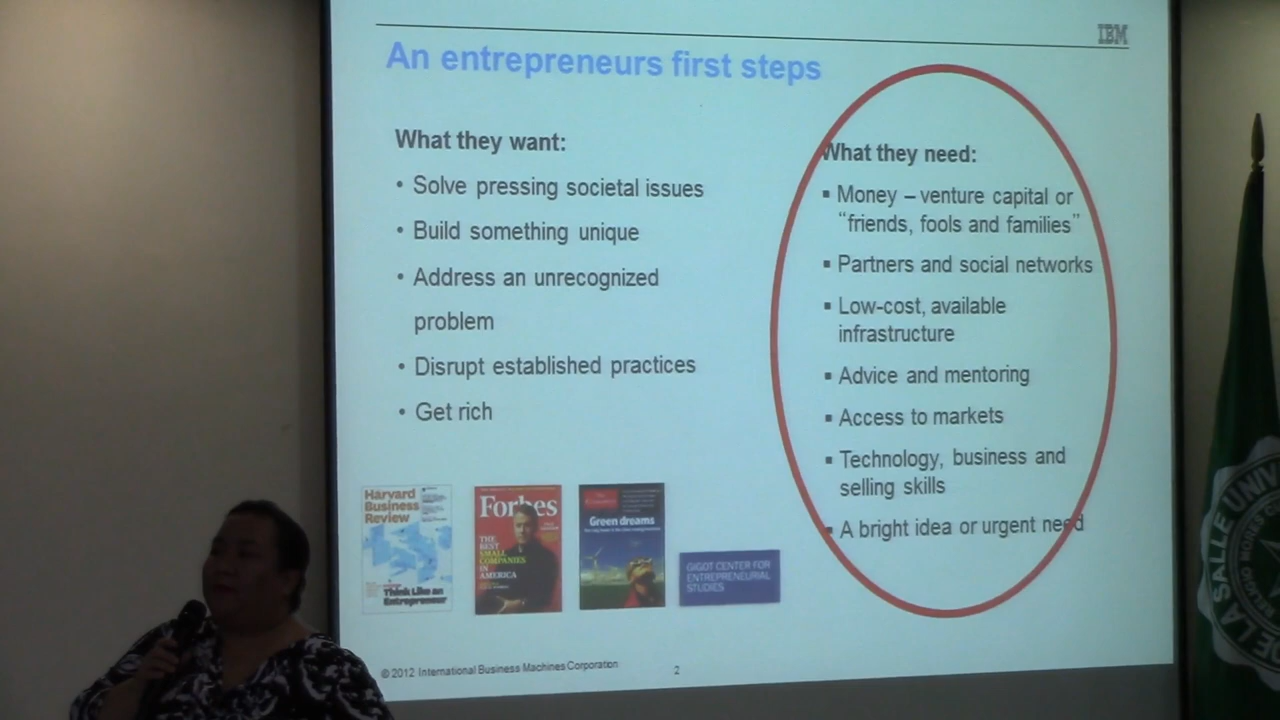 IBM
An entrepreneurs first steps
What they want:
• Solve pressing societal issues
• Build something unique
• Address an unrecognized
problem
• Disrupt established practices
• Get rich
What they need:
▪ Money – venture capital or
“friends, fools and families”
▪ Partners and social networks
▪ Low-cost, available
infrastructure
▪ Advice and mentoring
▪ Access to markets
▪ Technology, business and
selling skills
▪ A bright idea or urgent need
Harvard
Business
Review
Think Like an
Entrepreneur
Forbes
THE
BEST
SMALL
COMPANIES
IN
AMERICA
Green dreams
GIGOT CENTER FOR
ENTREPRENEURIAL
STUDIES
© 2012 International Business Machines Corporation
2
DE LA SALLE UNIV